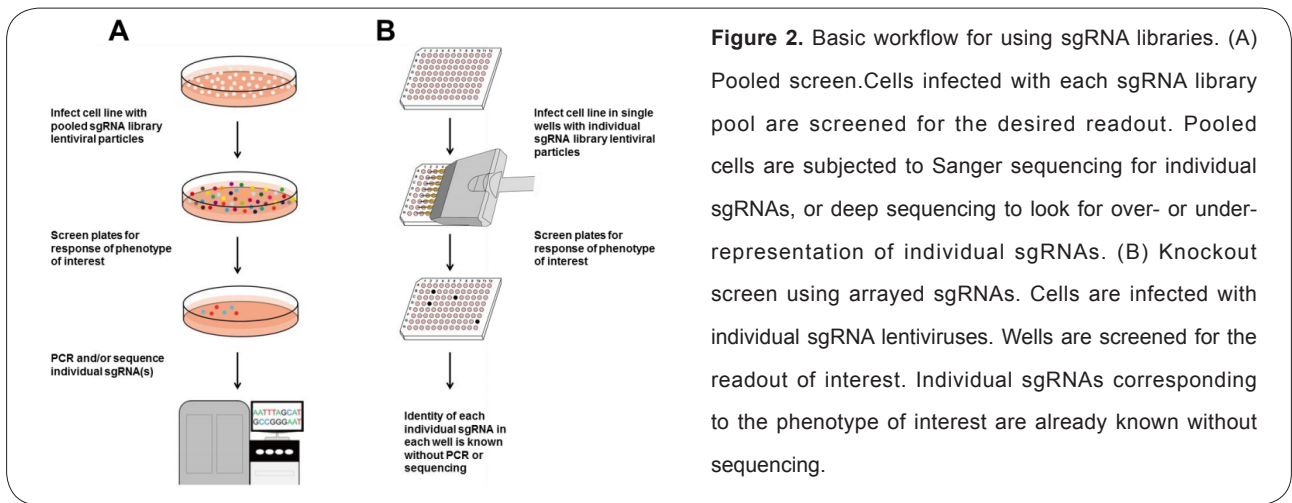 A
Infect cell line with
pooled sgRNA library
lentiviral particles
Screen plates for
response of phenotype
of interest
PCR and/or sequence
individual sgRNA(s)
AATTTAGCAT
GCCGGGAAT
B
Infect cell line in single
wells with individual
sgRNA library lentiviral
particles
Screen plates for
response of phenotype
of interest
Identity of each
individual sgRNA in
each well is known
without PCR or
sequencing
Figure 2. Basic workflow for using sgRNA libraries. (A)
Pooled screen.Cells infected with each sgRNA library
pool are screened for the desired readout. Pooled
cells are subjected to Sanger sequencing for individual
sgRNAs, or deep sequencing to look for over- or under-
representation of individual sgRNAs. (B) Knockout
screen using arrayed sgRNAs. Cells are infected with
individual sgRNA lentiviruses. Wells are screened for the
readout of interest. Individual sgRNAs corresponding
to the phenotype of interest are already known without
sequencing.